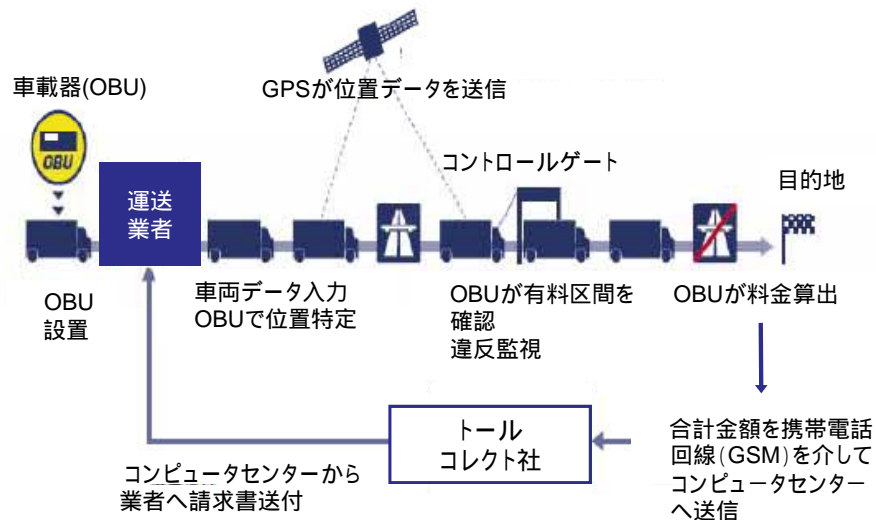 車載器(OBU)
GPSが位置データを送信
OBU
コントロールゲート
目的地
運送
業者
OBU
設置
車両データ入力
OBUで位置特定
OBUが有料区間を
確認
違反監視
OBUが料金算出
トール
コレクト社
合計金額を携帯電話
回線(GSM)を介して
コンピュータセンター
へ送信
コンピュータセンターから
業者へ請求書送付